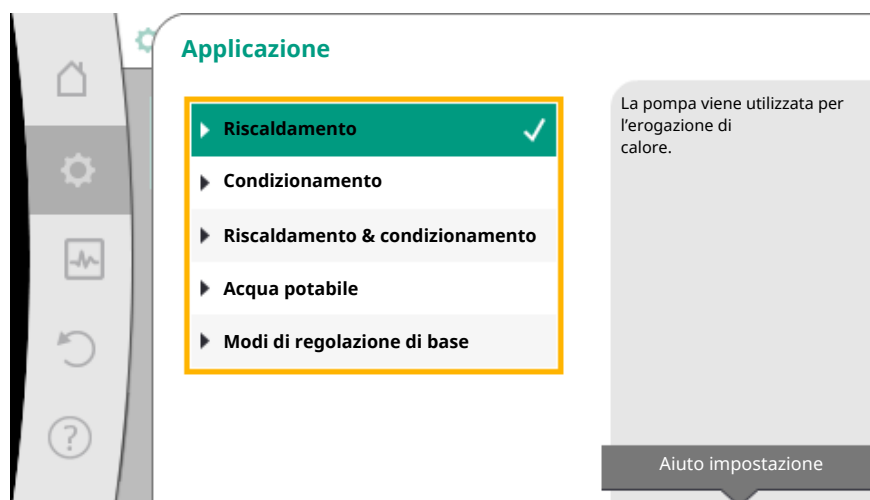 Applicazione
Riscaldamento
Condizionamento
Riscaldamento & condizionamento
Acqua potabile
Modi di regolazione di base
La pompa viene utilizzata per
l'erogazione di
calore.
Aiuto impostazione
?